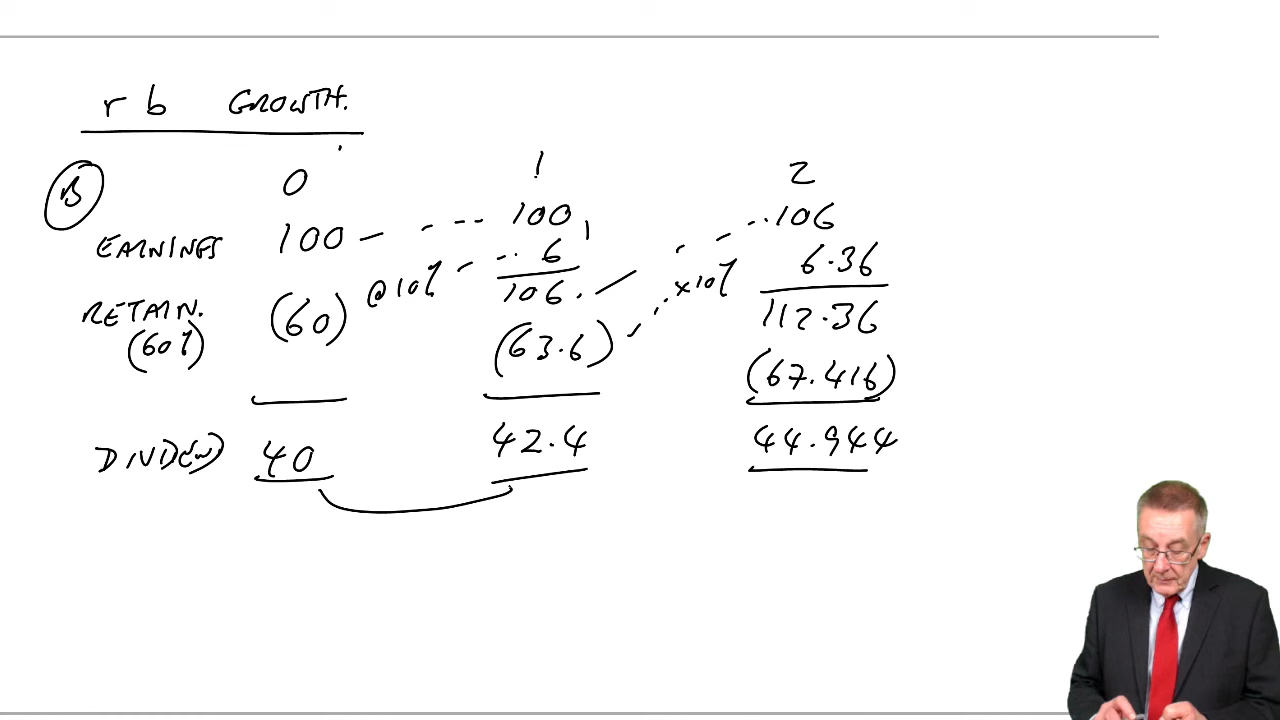 r b GROWTH.
B 0 1 2
EARNINGS 100 100 106
@10% 6 x10% 6.36
106. 112.36
RETAIN. (60%) (60) (63.6) (67.416)
DIVIDEND 40 42.4 44.944